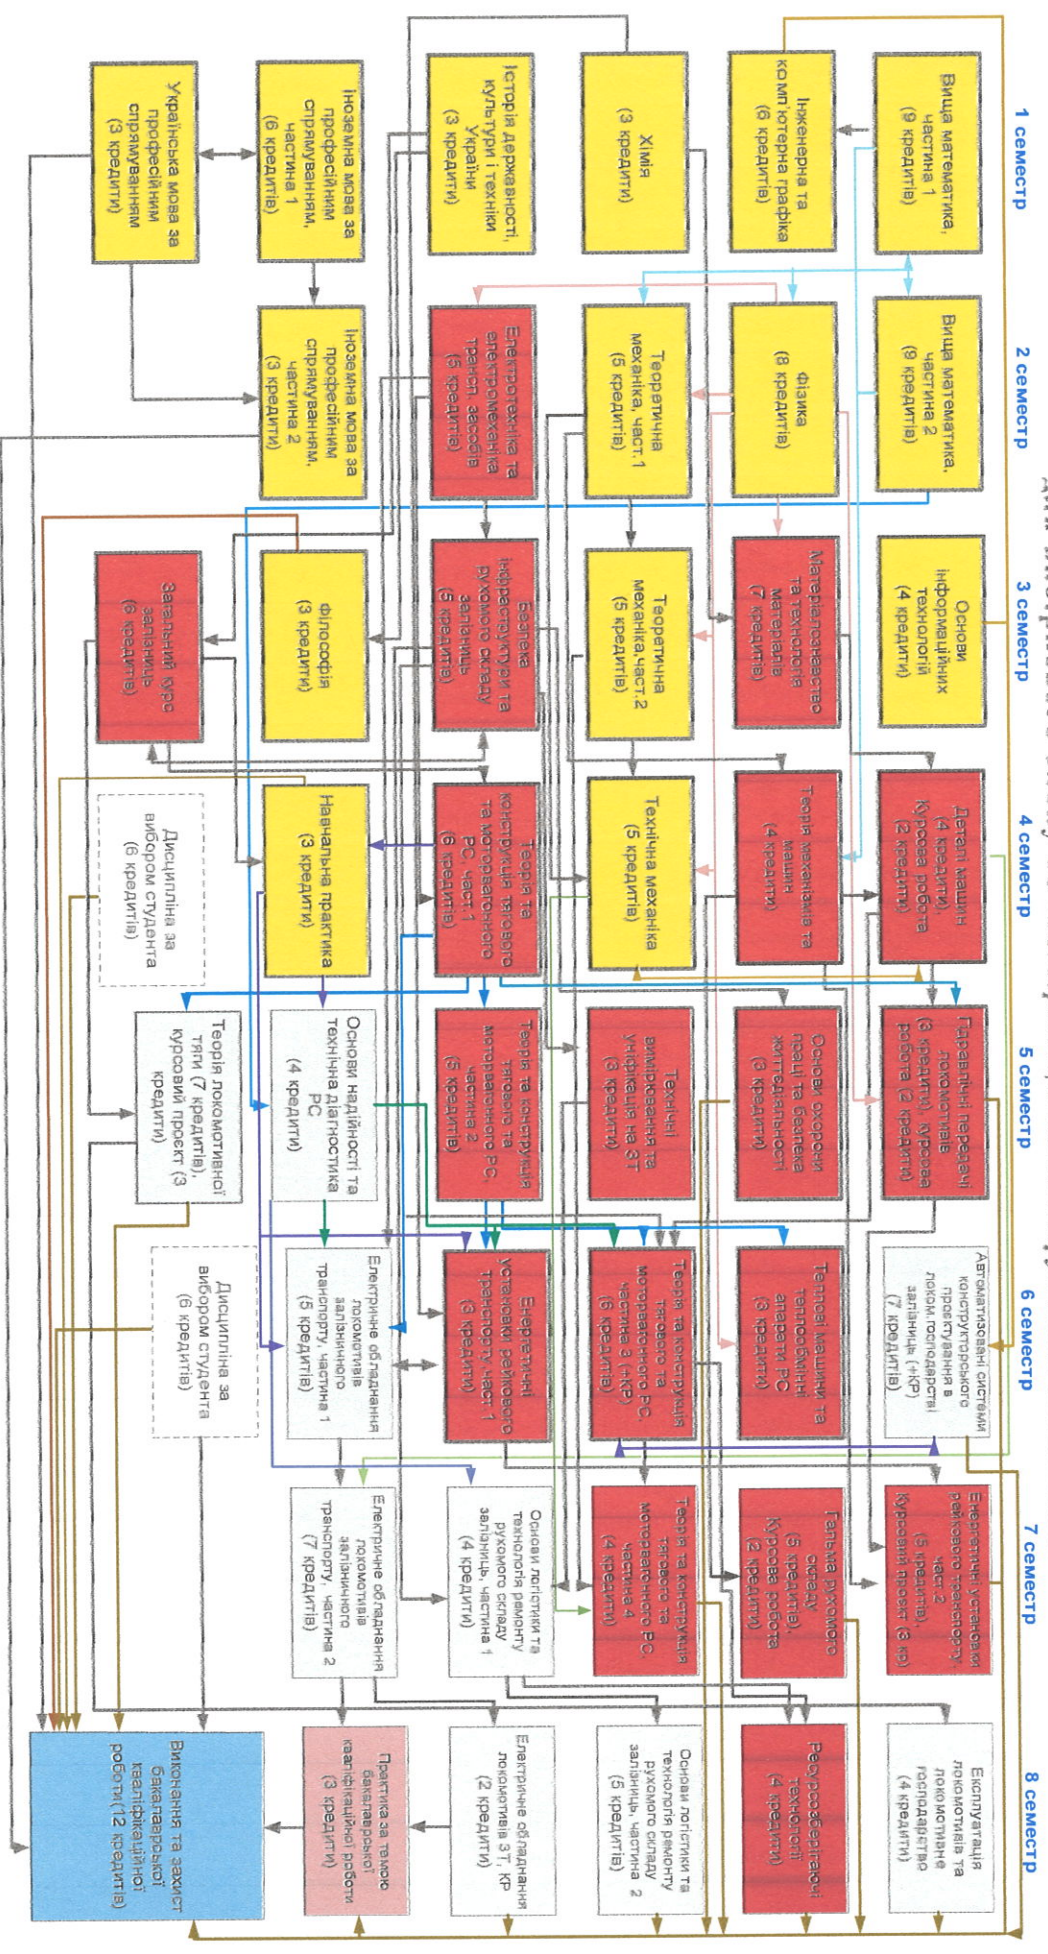 1 семестр
Вища математика,
частина 1
(9 кредитів)
Інженерна та
комп'ютерна графіка
(6 кредитів)
Хімія
(3 кредити)
Історія державності,
культури і техніки
України
(3 кредити)
Іноземна мова за
професійним
спрямуванням,
частина 1
(6 кредитів)
Українська мова за
професійним
спрямуванням
(3 кредити)
2 семестр
Вища математика,
частина 2
(9 кредитів)
Фізика
(8 кредитів)
Теоретична
механіка, част.1
(5 кредитів)
Електротехніка та
електромеханіка
трансп. засобів
(5 кредитів)
Іноземна мова за
професійним
спрямуванням,
частина 2
(3 кредити)
3 семестр
Основи
інформаційних
технологій
(4 кредити)
Матеріалознавство
та технологія
матеріалів
(7 кредитів)
Теоретична
механіка,част.2
(5 кредитів)
Безпека
інфраструктури та
рухомого складу
залізниць
(5 кредитів)
Філософія
(3 кредити)
Загальний курс
залізниць
(6 кредитів)
4 семестр
Деталі машин
(4 кредити),
Курсова робота
(2 кредити)
Теорія механізмів та
машин
(4 кредити)
Технічна механіка
(5 кредитів)
Теорія та
конструкція тягового
та моторвагонного
РС, част.1
(6 кредитів)
Навчальна практика
(3 кредити)
Дисципліна за
вибором студента
(6 кредитів)
5 семестр
Гідравлічні передачі
локомотивів
(3 кредити), курсова
робота (2 кредити)
Основи охорони
праці та безпека
життєдіяльності
(3 кредити)
Технічні
вимірювання та
уніфікація на ЗТ
(3 кредити)
Теорія та конструкція
тягового та
моторвагонного РС,
частина 2
(5 кредитів)
Основи надійності та
технічна діагностика
РС
(4 кредити)
Теорія локомотивної
тяги (7 кредитів),
курсовий проєкт (3
кредити)
6 семестр
Автоматизовані системи
конструкторського
проєктування в
локом.господарстві
залізниць (+КР)
(7 кредитів)
Теплові машини та
теплообмінні
апарати РС
(3 кредити)
Теорія та конструкція
тягового та
моторвагонного РС,
частина 3 (+КР)
(6 кредитів)
Енергетичні
установки рейкового
транспорту, част. 1
(3 кредити)
Електричне обладнання
локомотивів
залізничного
транспорту, частина 1
(5 кредитів)
Дисципліна за
вибором студента
(6 кредитів)
7 семестр
Енергетичні установки
рейкового транспорту,
част.2
(5 кредитів),
Курсовий проєкт (3 кр)
Гальма рухомого
складу
(5 кредитів),
Курсова робота
(2 кредити)
Теорія та конструкція
тягового та
моторвагонного РС,
частина 4
(4 кредити)
Основи логістики та
технологія ремонту
рухомого складу
залізниць, частина 1
(4 кредити)
Електричне обладнання
локомотивів
залізничного
транспорту, частина 2
(7 кредитів)
8 семестр
Експлуатація
локомотивів та
локомотивне
господарство
(4 кредити)
Ресурсозберігаючі
технології
(4 кредити)
Основи логістики та
технологія ремонту
рухомого складу
залізниць, частина 2
(5 кредитів)
Електричне обладнання
локомотивів ЗТ, КР
(2 кредити)
Практика за темою
бакалаврської
кваліфікаційної роботи
(3 кредити)
Виконання та захист
бакалаврської
кваліфікаційної
роботи(12 кредитів)